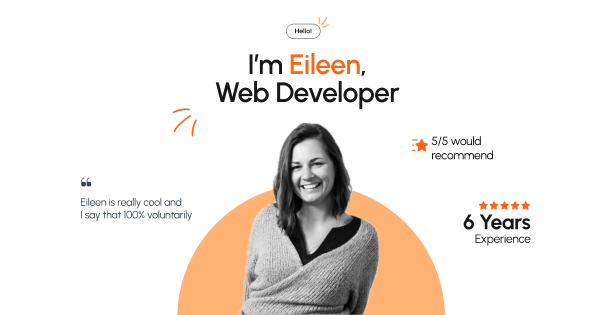 Hello!
I'm Eileen,
Web Developer
5/5 would
recommend
❝
Eileen is really cool and
I say that 100% voluntarily
6 Years
Experience